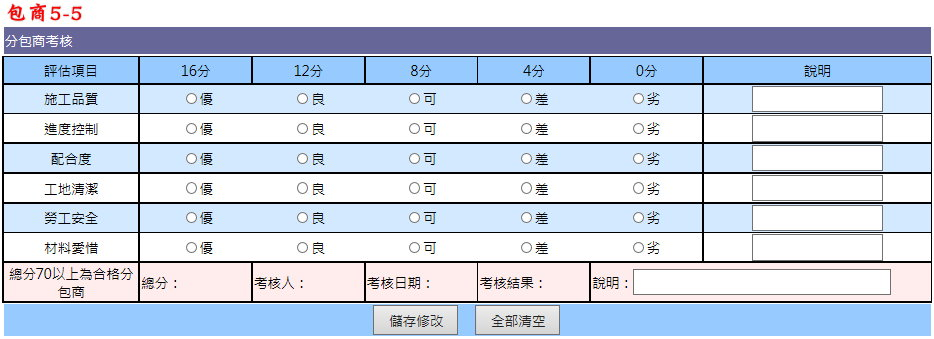 包商5-5
分包商考核
評估項目 16分 12分 8分 4分 0分 說明
施工品質 優 良 可 差 劣
進度控制 優 良 可 差 劣
配合度 優 良 可 差 劣
工地清潔 優 良 可 差 劣
勞工安全 優 良 可 差 劣
材料愛惜 優 良 可 差 劣
總分70以上為合格分
包商
總分： 考核人： 考核日期： 考核結果： 說明：
儲存修改 全部清空